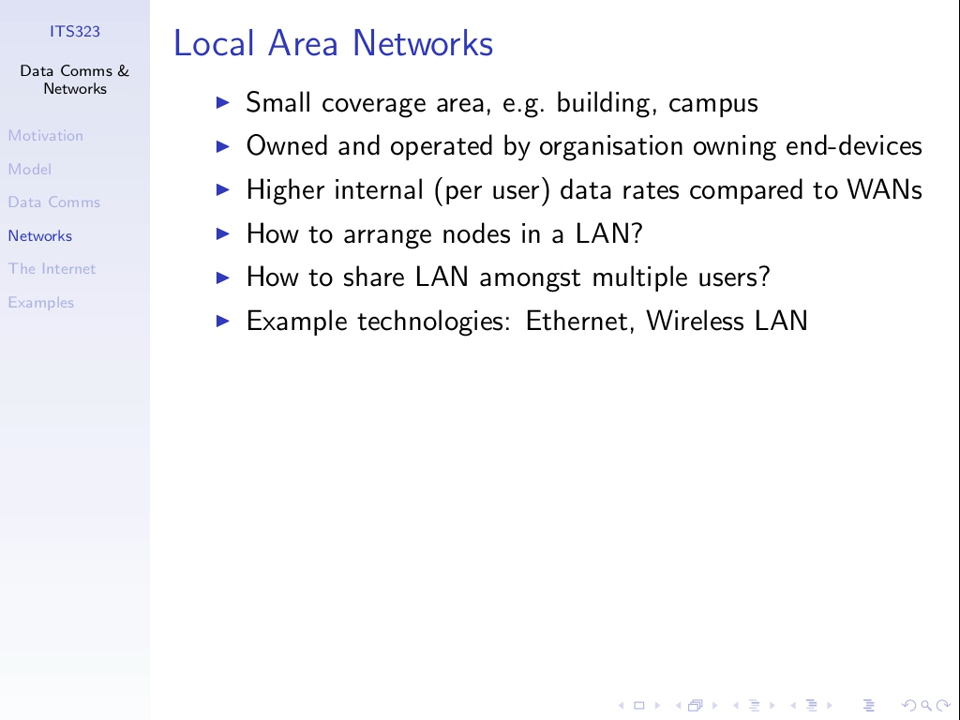 ITS323
Data Comms &
Networks
Motivation
Model
Data Comms
Networks
The Internet
Examples
Local Area Networks
Small coverage area, e.g. building, campus
Owned and operated by organisation owning end-devices
Higher internal (per user) data rates compared to WANs
How to arrange nodes in a LAN?
How to share LAN amongst multiple users?
Example technologies: Ethernet, Wireless LAN